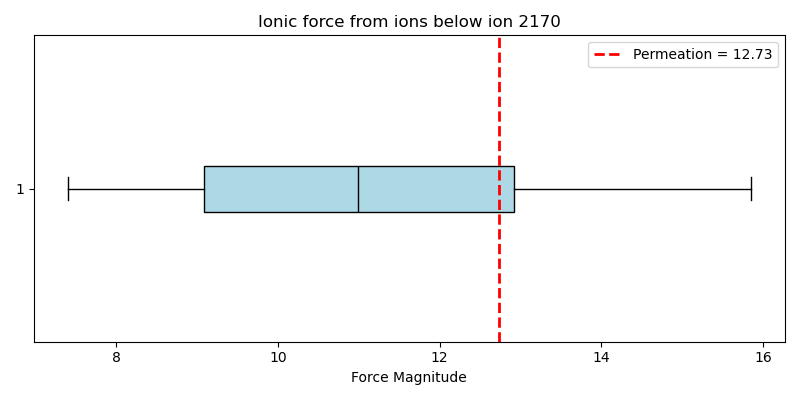 Ionic force from ions below ion 2170
Permeation = 12.73
1
8 10 12 14 16
Force Magnitude